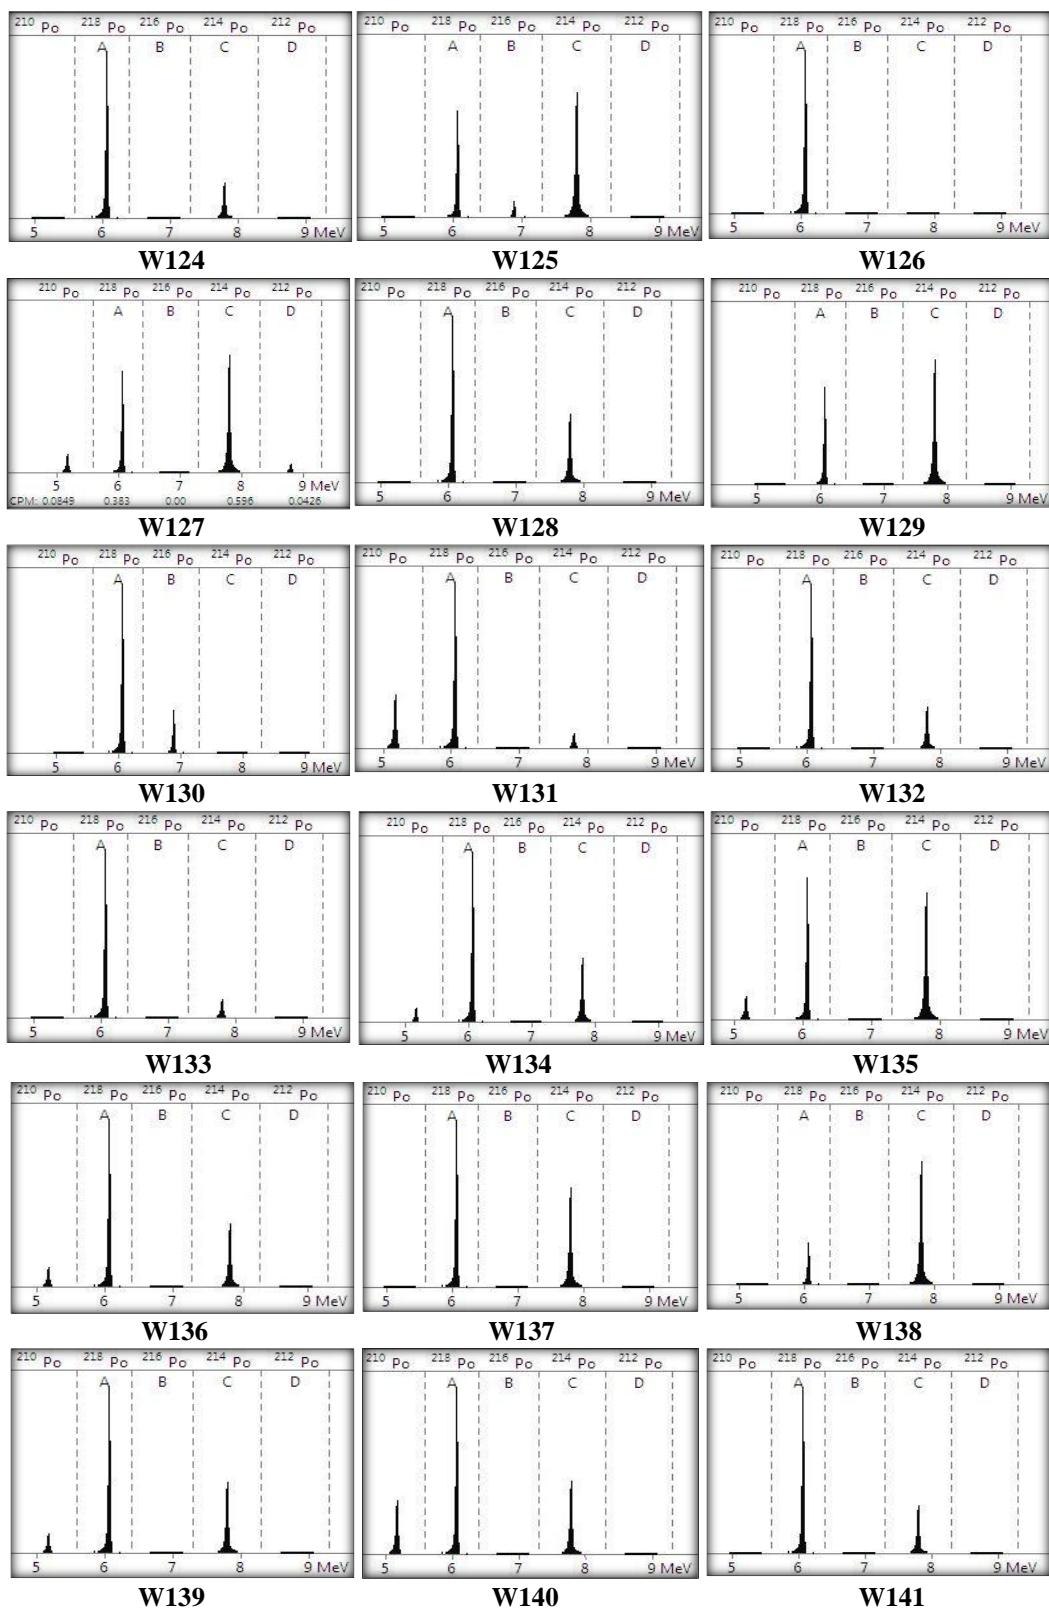 210 Po 218 Po 216 Po 214 Po 212 Po
A B C D
5 6 7 8 9 MeV
W124
210 Po 218 Po 216 Po 214 Po 212 Po
A B C D
5 6 7 8 9 MeV
W125
210 Po 218 Po 216 Po 214 Po 212 Po
A B C D
5 6 7 8 9 MeV
W126
210 Po 218 Po 216 Po 214 Po 212 Po
A B C D
5 6 7 8 9 MeV
CPM: 0.0849 0.383 0.00 0.596 0.0426
W127
210 Po 218 Po 216 Po 214 Po 212 Po
A B C D
5 6 7 8 9 MeV
W128
210 Po 218 Po 216 Po 214 Po 212 Po
A B C D
5 6 7 8 9 MeV
W129
210 Po 218 Po 216 Po 214 Po 212 Po
A B C D
5 6 7 8 9 MeV
W130
210 Po 218 Po 216 Po 214 Po 212 Po
A B C D
5 6 7 8 9 MeV
W131
210 Po 218 Po 216 Po 214 Po 212 Po
A B C D
5 6 7 8 9 MeV
W132
210 Po 218 Po 216 Po 214 Po 212 Po
A B C D
5 6 7 8 9 MeV
W133
210 Po 218 Po 216 Po 214 Po 212 Po
A B C D
5 6 7 8 9 MeV
W134
210 Po 218 Po 216 Po 214 Po 212 Po
A B C D
5 6 7 8 9 MeV
W135
210 Po 218 Po 216 Po 214 Po 212 Po
A B C D
5 6 7 8 9 MeV
W136
210 Po 218 Po 216 Po 214 Po 212 Po
A B C D
5 6 7 8 9 MeV
W137
210 Po 218 Po 216 Po 214 Po 212 Po
A B C D
5 6 7 8 9 MeV
W138
210 Po 218 Po 216 Po 214 Po 212 Po
A B C D
5 6 7 8 9 MeV
W139
210 Po 218 Po 216 Po 214 Po 212 Po
A B C D
5 6 7 8 9 MeV
W140
210 Po 218 Po 216 Po 214 Po 212 Po
A B C D
5 6 7 8 9 MeV
W141